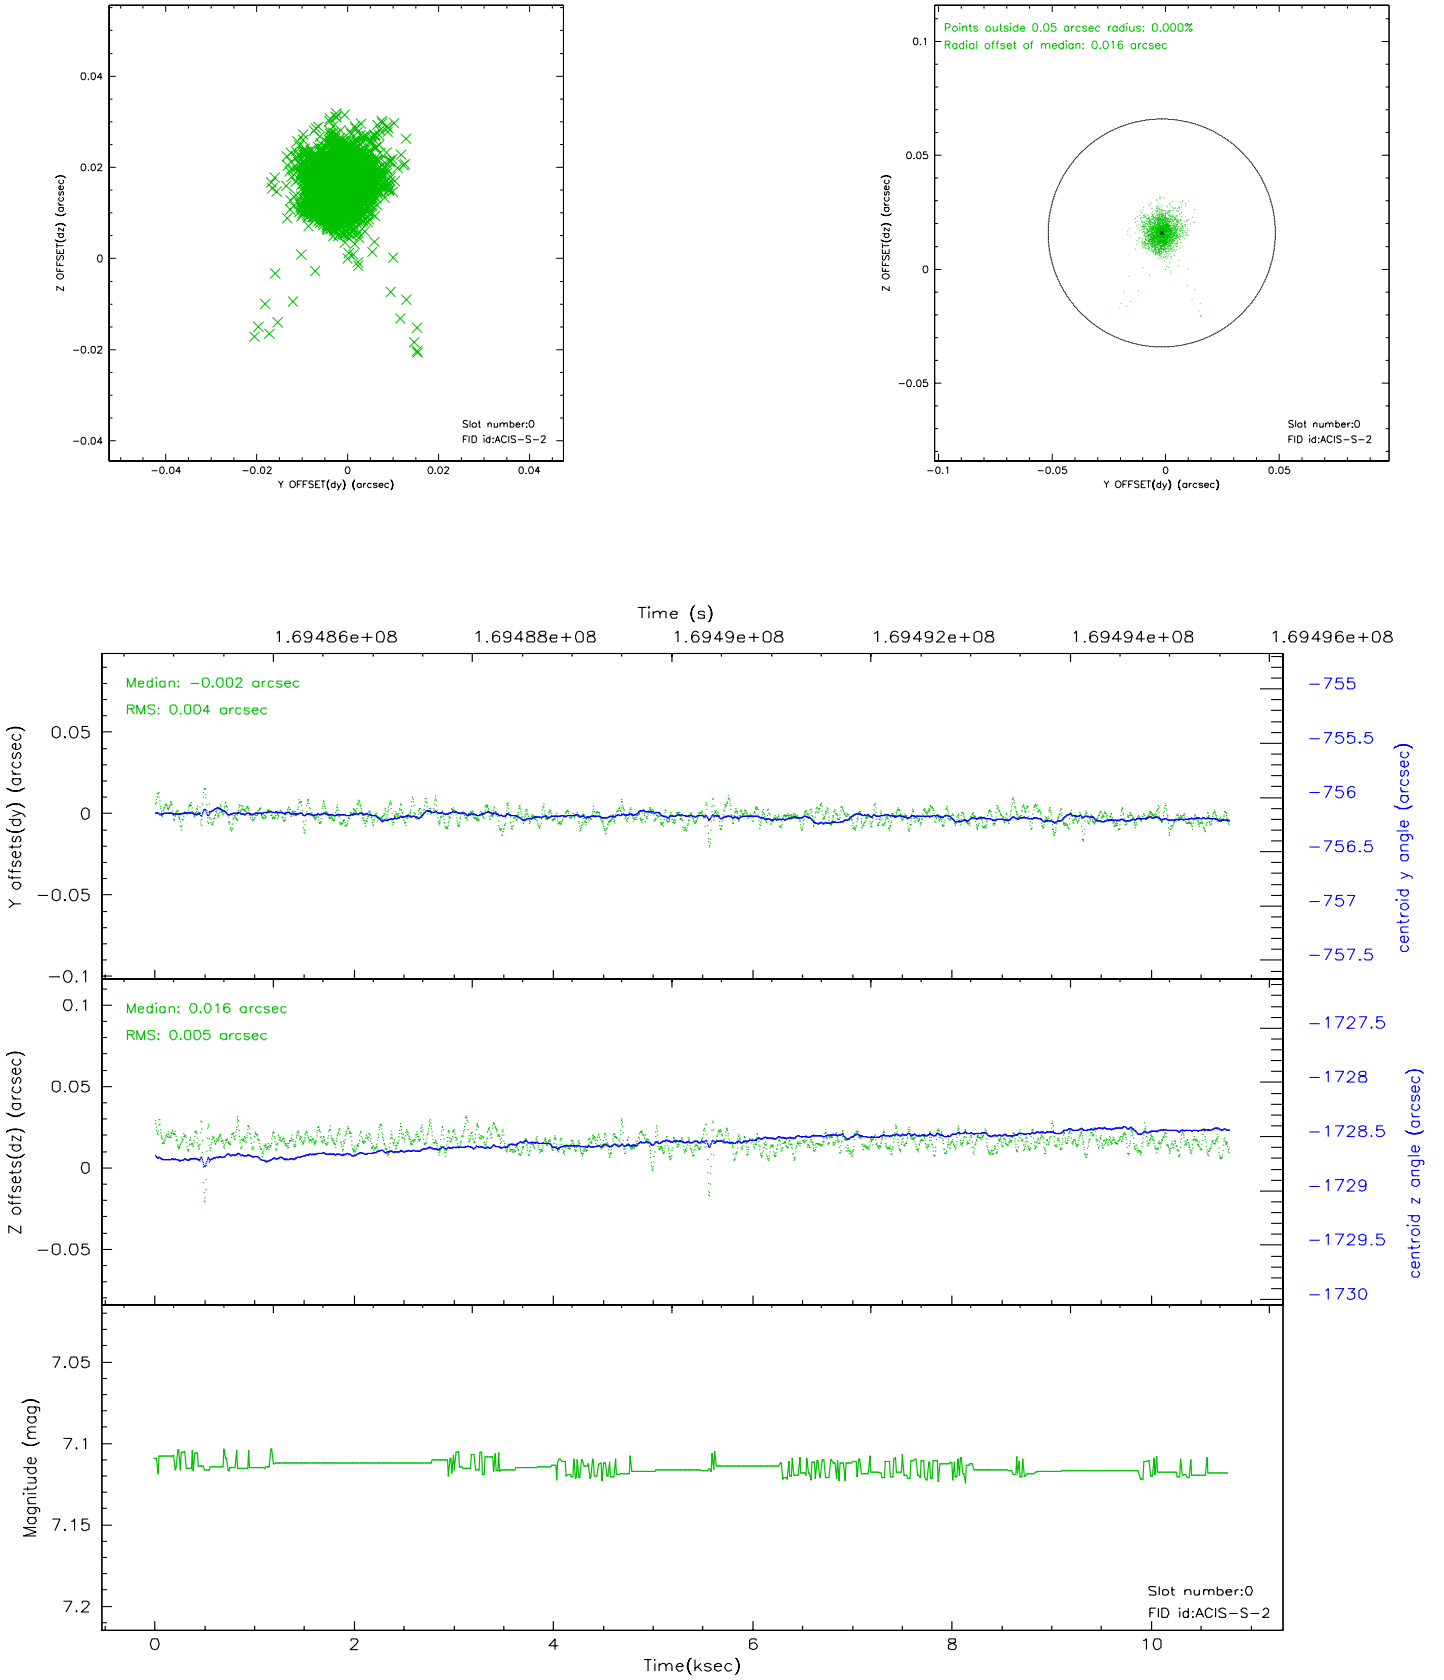 0.04
0.02
0
−0.02
−0.04
Z OFFSET(dz) (arcsec)
Slot number:0
FID id:ACIS−S−2
−0.04 −0.02 0 0.02 0.04
Y OFFSET(dy) (arcsec)
Points outside 0.05 arcsec radius: 0.000%
Radial offset of median: 0.016 arcsec
0.1
0.05
0
−0.05
Z OFFSET(dz) (arcsec)
Slot number:0
FID id:ACIS−S−2
−0.1 −0.05 0 0.05
Y OFFSET(dy) (arcsec)
Time (s)
1.69486e+08 1.69488e+08 1.6949e+08 1.69492e+08 1.69494e+08 1.69496e+08
Median: −0.002 arcsec
RMS: 0.004 arcsec
0.05
0
−0.05
−0.1
Y offsets(dy) (arcsec)
−755
−755.5
−756
−756.5
−757
−757.5
centroid y angle (arcsec)
Median: 0.016 arcsec
RMS: 0.005 arcsec
0.1
0.05
0
−0.05
Z offsets(dz) (arcsec)
−1727.5
−1728
−1728.5
−1729
−1729.5
−1730
centroid z angle (arcsec)
7.05
7.1
7.15
7.2
Magnitude (mag)
Slot number:0
FID id:ACIS−S−2
0 2 4 6 8 10
Time(ksec)